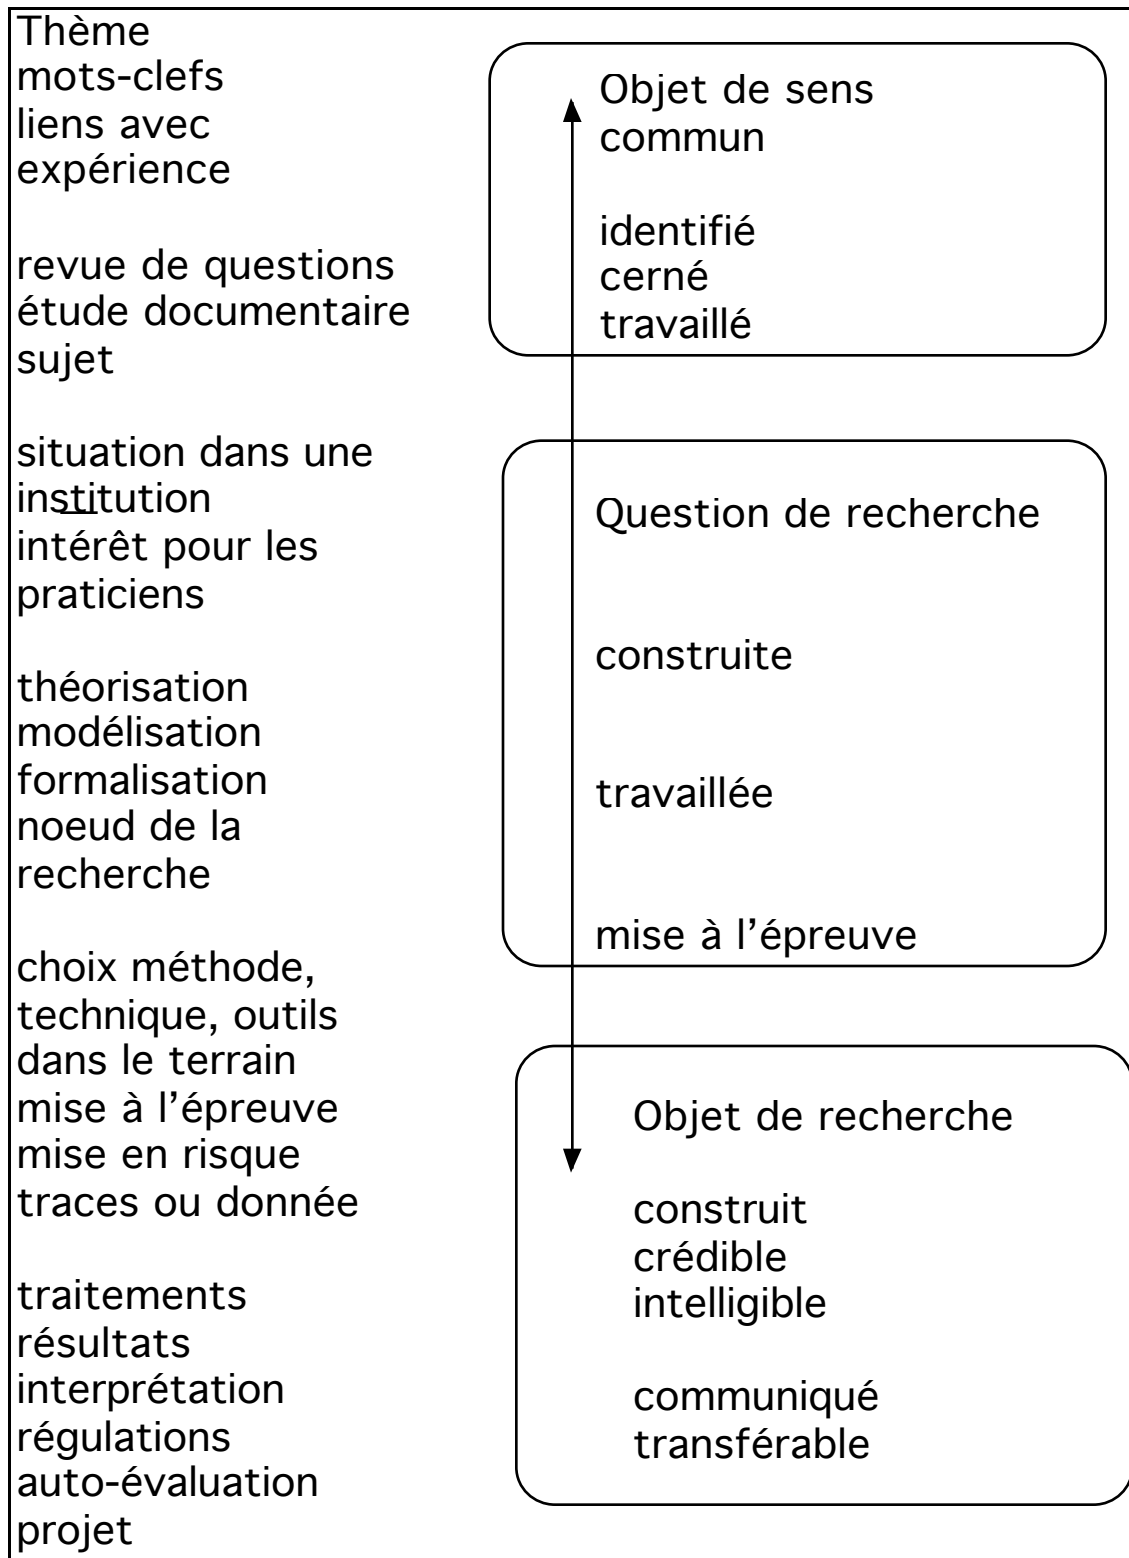 Thème
mots-clefs
liens avec
expérience
revue de questions
étude documentaire
sujet
situation dans une
institution
intérêt pour les
praticiens
théorisation
modélisation
formalisation
noeud de la
recherche
choix méthode,
technique, outils
dans le terrain
mise à l’épreuve
mise en risque
traces ou donnée
traitements
résultats
interprétation
régulations
auto-évaluation
projet
Objet de sens
commun
identifié
cerné
travaillé
Question de recherche
construite
travaillée
mise à l’épreuve
Objet de recherche
construit
crédible
intelligible
communiqué
transférable